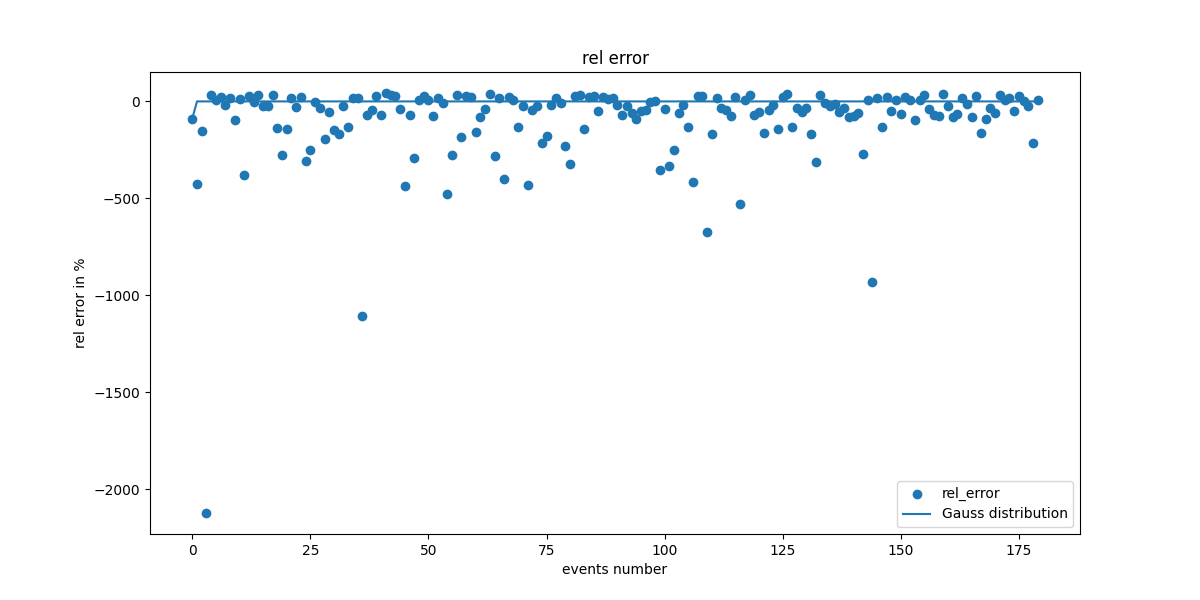 rel error
0
−500
−1000
−1500
−2000
rel error in %
0
25
50
75
100
125
150
175
events number
rel_error
Gauss distribution